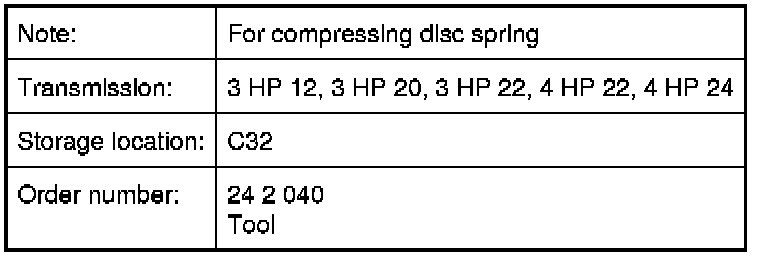 Note: For compressing disc spring
Transmission: 3 HP 12, 3 HP 20, 3 HP 22, 4 HP 22, 4 HP 24
Storage location: C32
Order number: 24 2 040
Tool